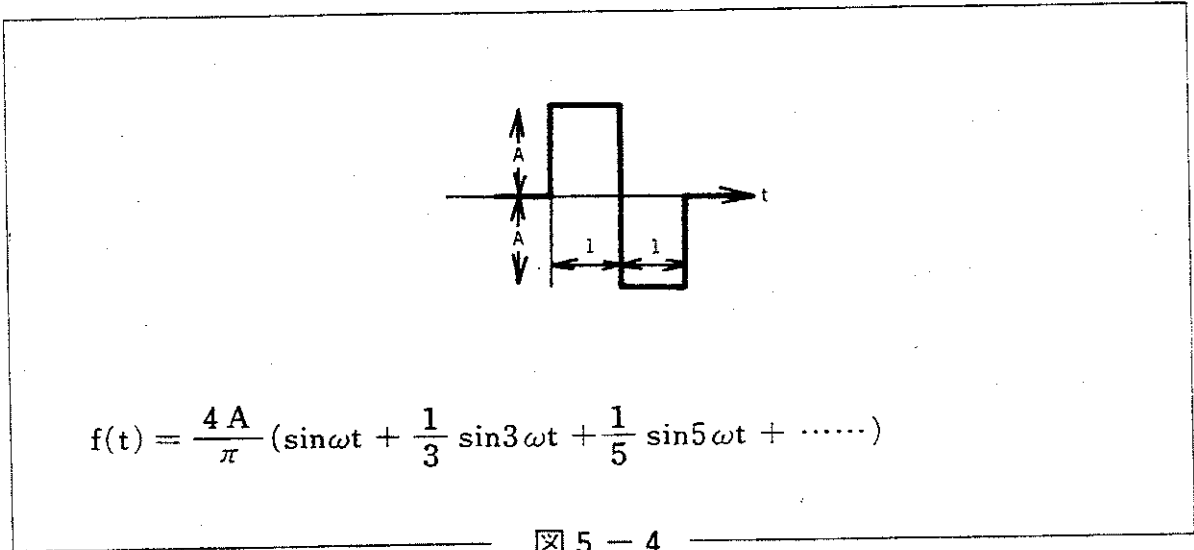 A
t
A
1 1
f(t) = 4A/π (sinωt + 1/3 sin3ωt + 1/5 sin5ωt + ……)
図 5 − 4